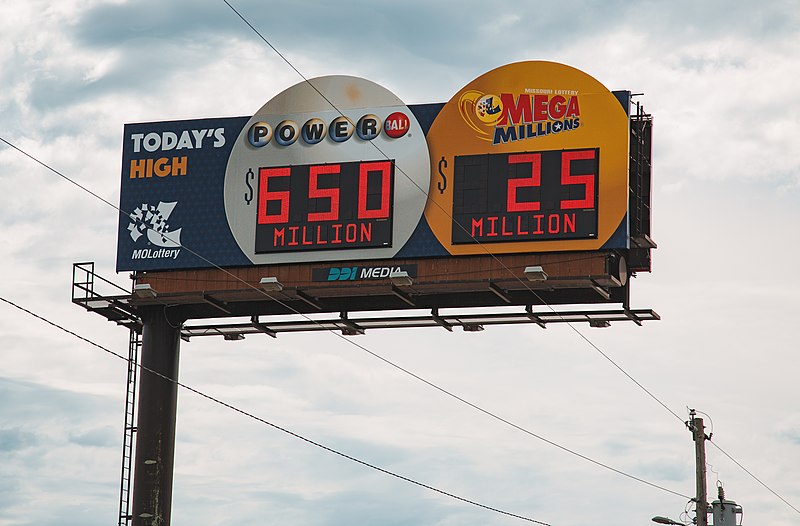 TODAY'S
HIGH
MOLottery
POWERBALL
$650
MILLION
MISSOURI LOTTERY
MEGA
MILLIONS
$25
MILLION
DDI MEDIA